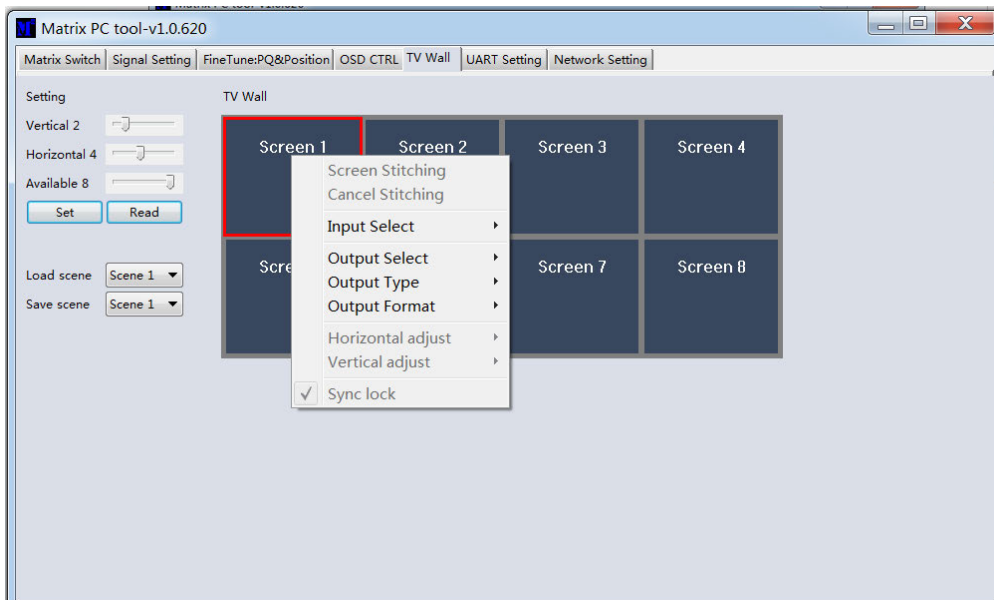 Matrix PC tool-v1.0.620
Matrix Switch Signal Setting FineTune:PQ&Position OSD CTRL TV Wall UART Setting Network Setting
Setting
TV Wall
Vertical 2
Horizontal 4
Available 8
Set Read
Load scene Scene 1
Save scene Scene 1
Screen 1 Screen 2 Screen 3 Screen 4
Screen 7 Screen 8
Screen Stitching
Cancel Stitching
Input Select
Output Select
Output Type
Output Format
Horizontal adjust
Vertical adjust
Sync lock